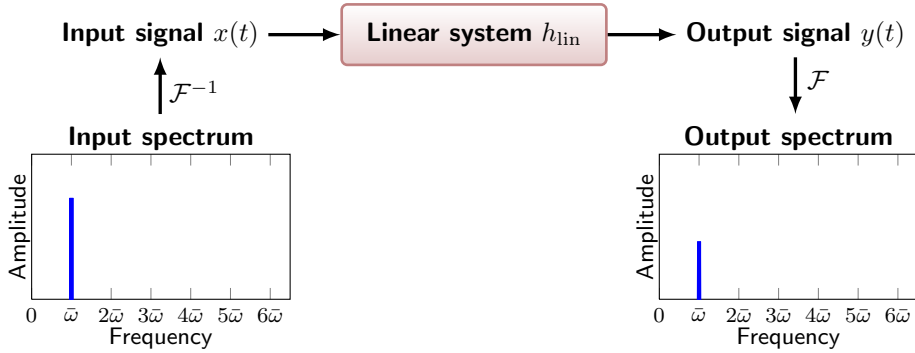 Input signal x(t)
Linear system h_lin
Output signal y(t)
ℱ⁻¹
ℱ
Input spectrum
Output spectrum
Amplitude
0 ω̄ 2ω̄ 3ω̄ 4ω̄ 5ω̄ 6ω̄
Frequency
Amplitude
0 ω̄ 2ω̄ 3ω̄ 4ω̄ 5ω̄ 6ω̄
Frequency